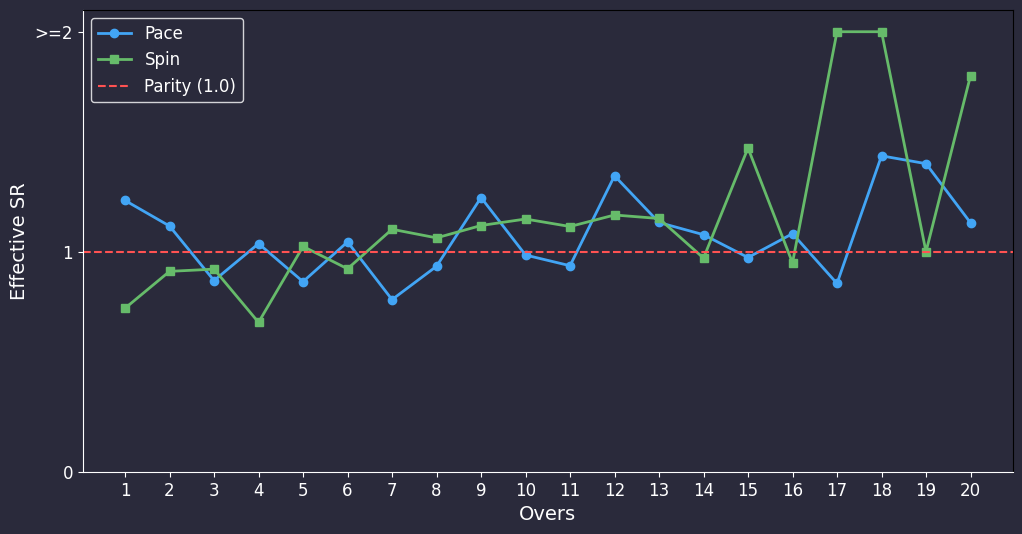 >=2
Pace
Spin
Parity (1.0)
Effective SR
1
0
1 2 3 4 5 6 7 8 9 10 11 12 13 14 15 16 17 18 19 20
Overs